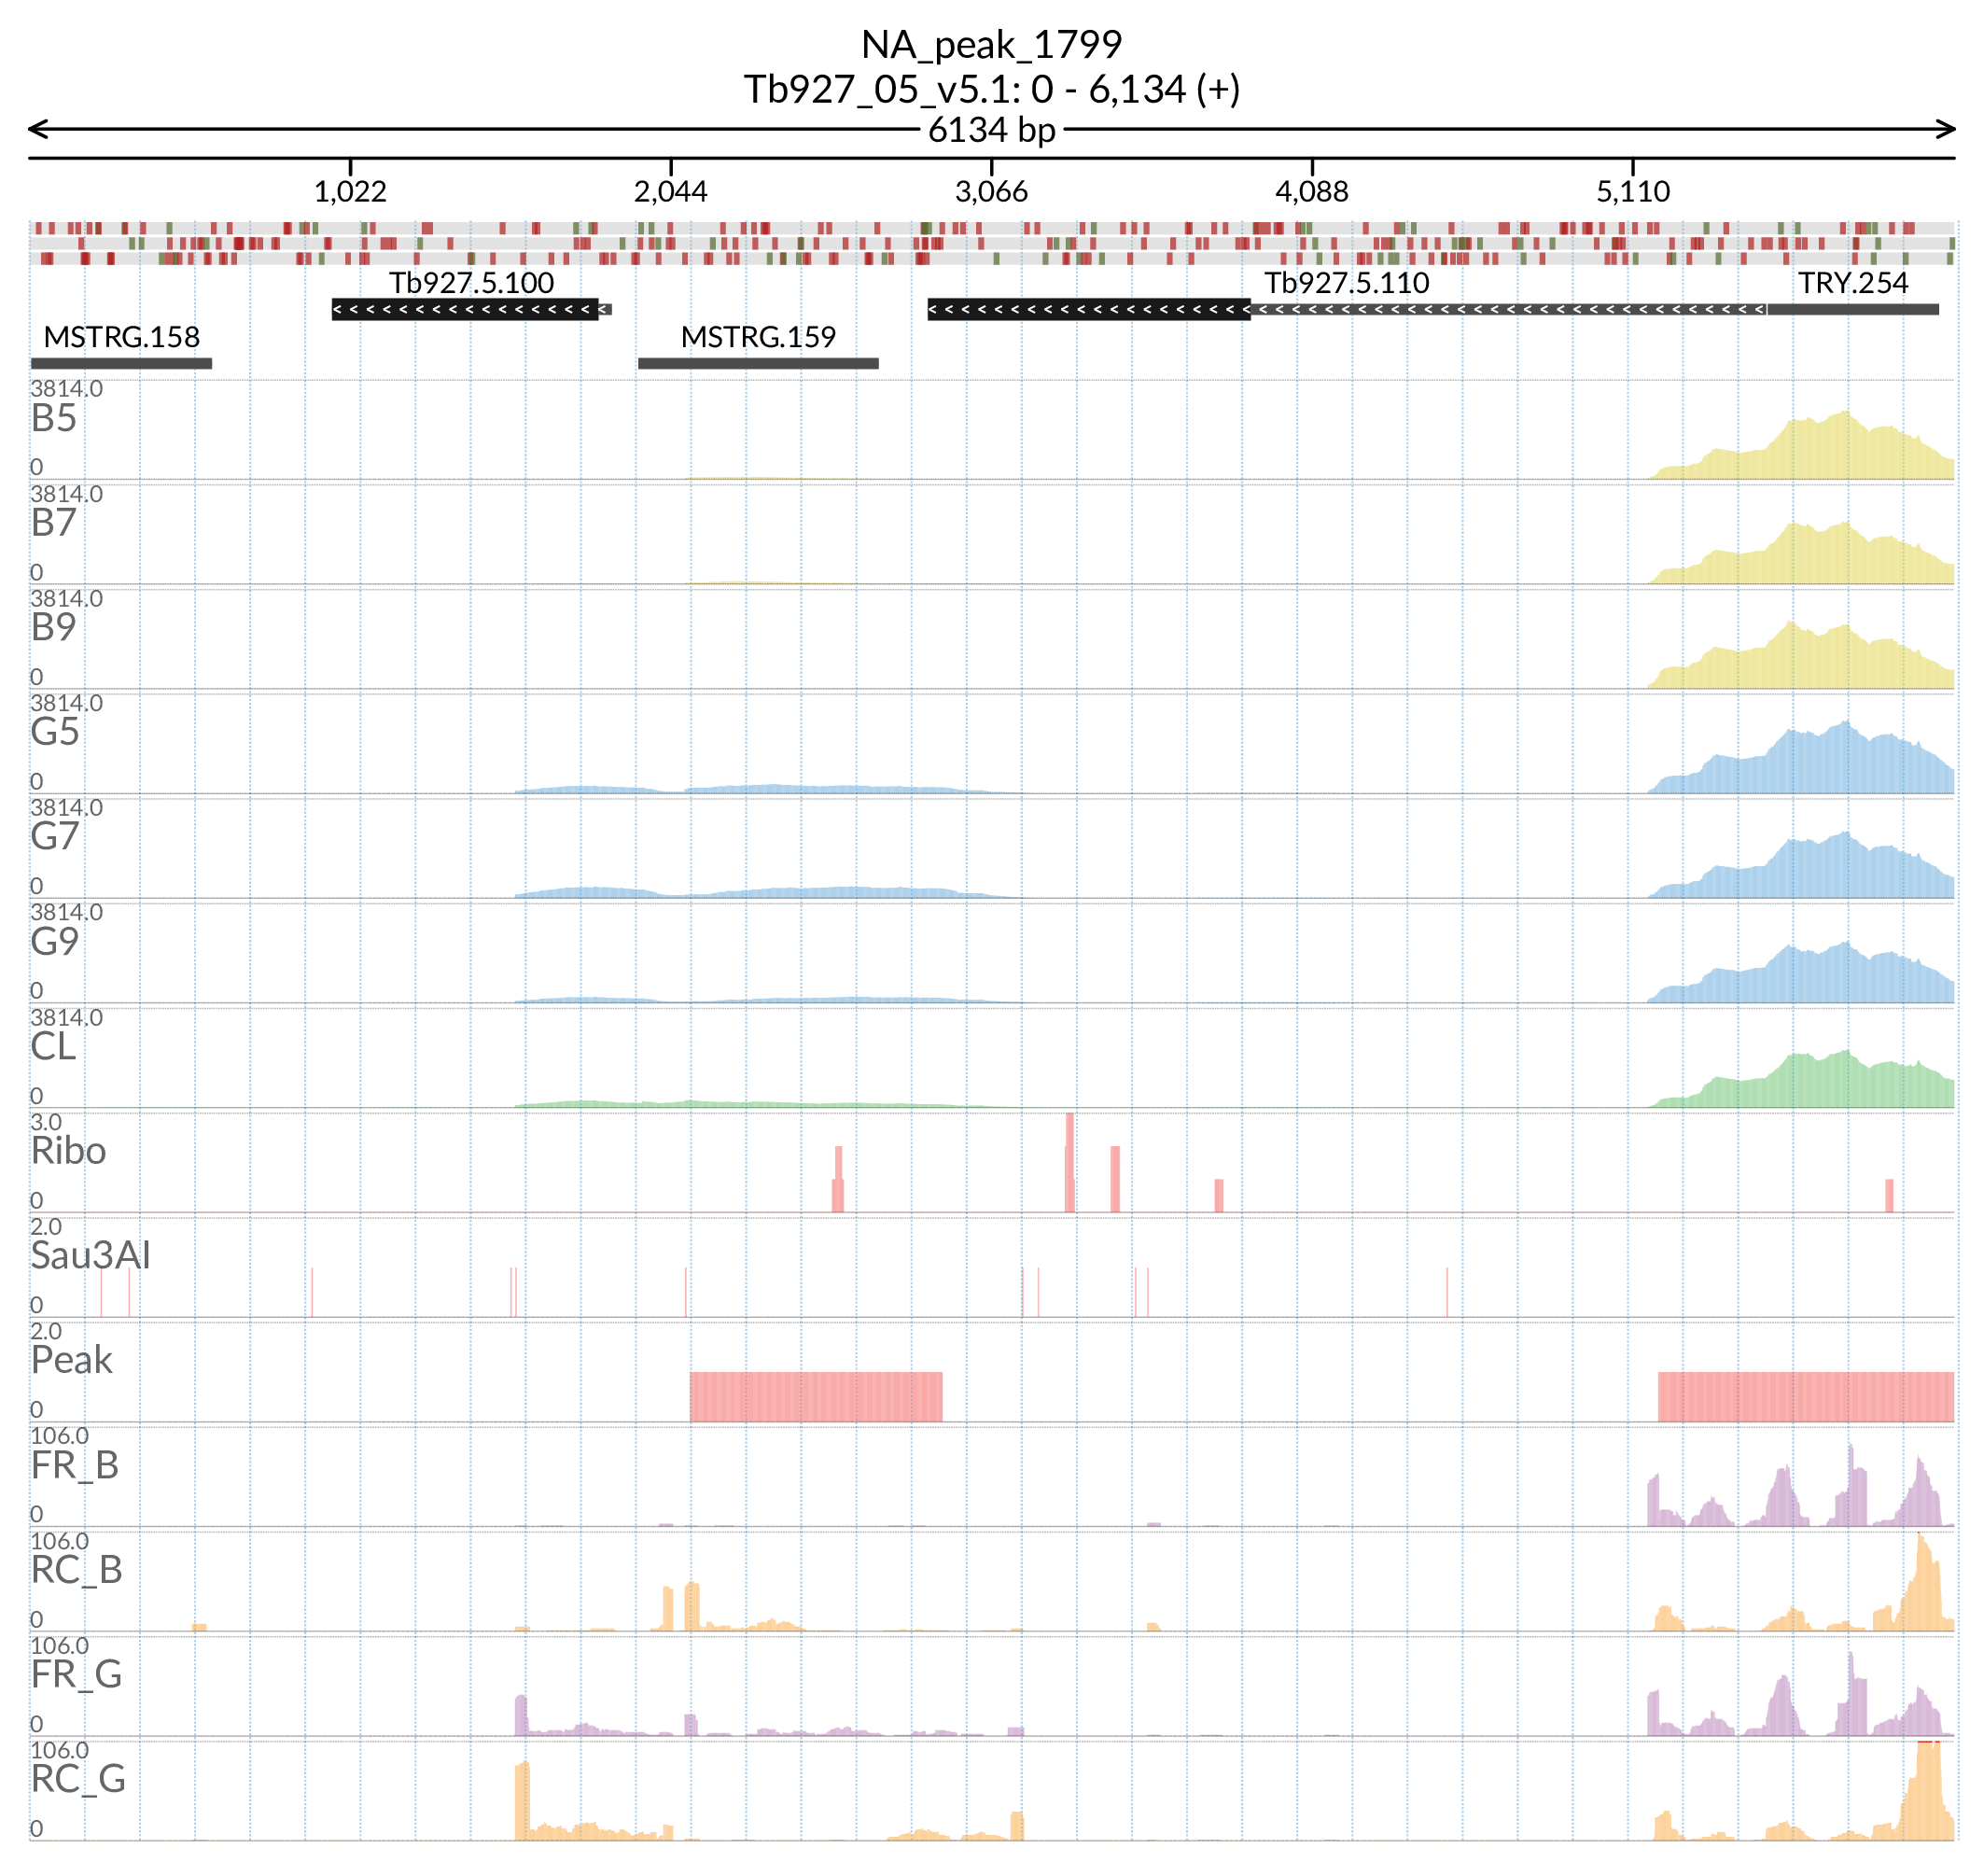 NA_peak_1799
Tb927_05_v5.1: 0 - 6,134 (+)
6134 bp
1,022 2,044 3,066 4,088 5,110
Tb927.5.100 Tb927.5.110 TRY.254
MSTRG.158 MSTRG.159
3814.0
B5
0
3814.0
B7
0
3814.0
B9
0
3814.0
G5
0
3814.0
G7
0
3814.0
G9
0
3814.0
CL
0
3.0
Ribo
0
2.0
Sau3AI
0
2.0
Peak
0
106.0
FR_B
0
106.0
RC_B
0
106.0
FR_G
0
106.0
RC_G
0